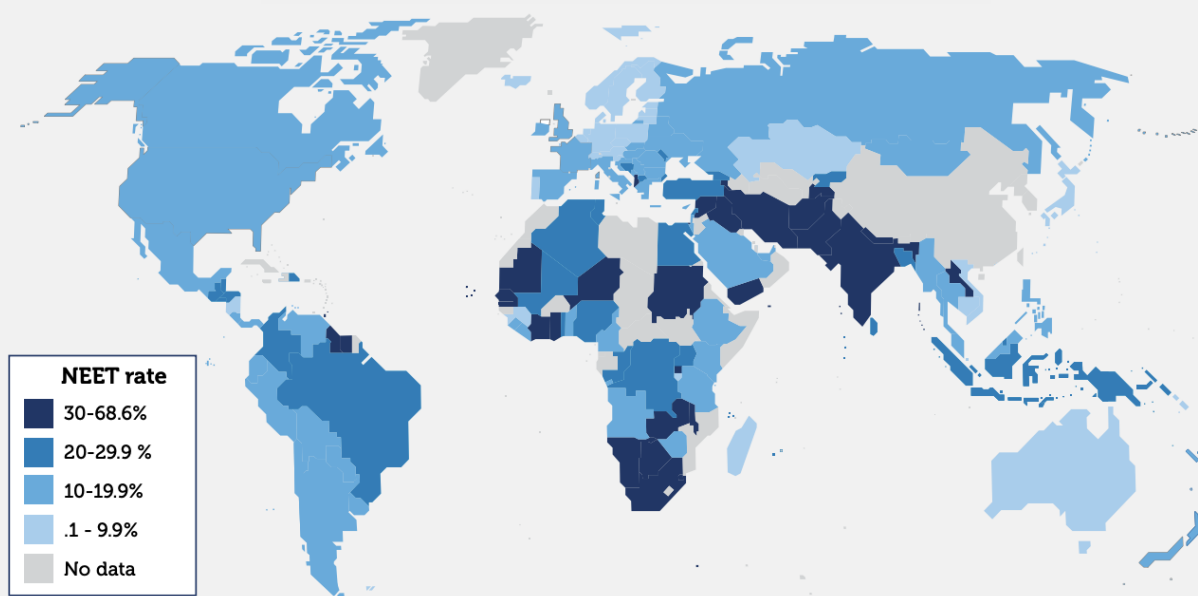 NEET rate
30-68.6%
20-29.9 %
10-19.9%
.1 - 9.9%
No data